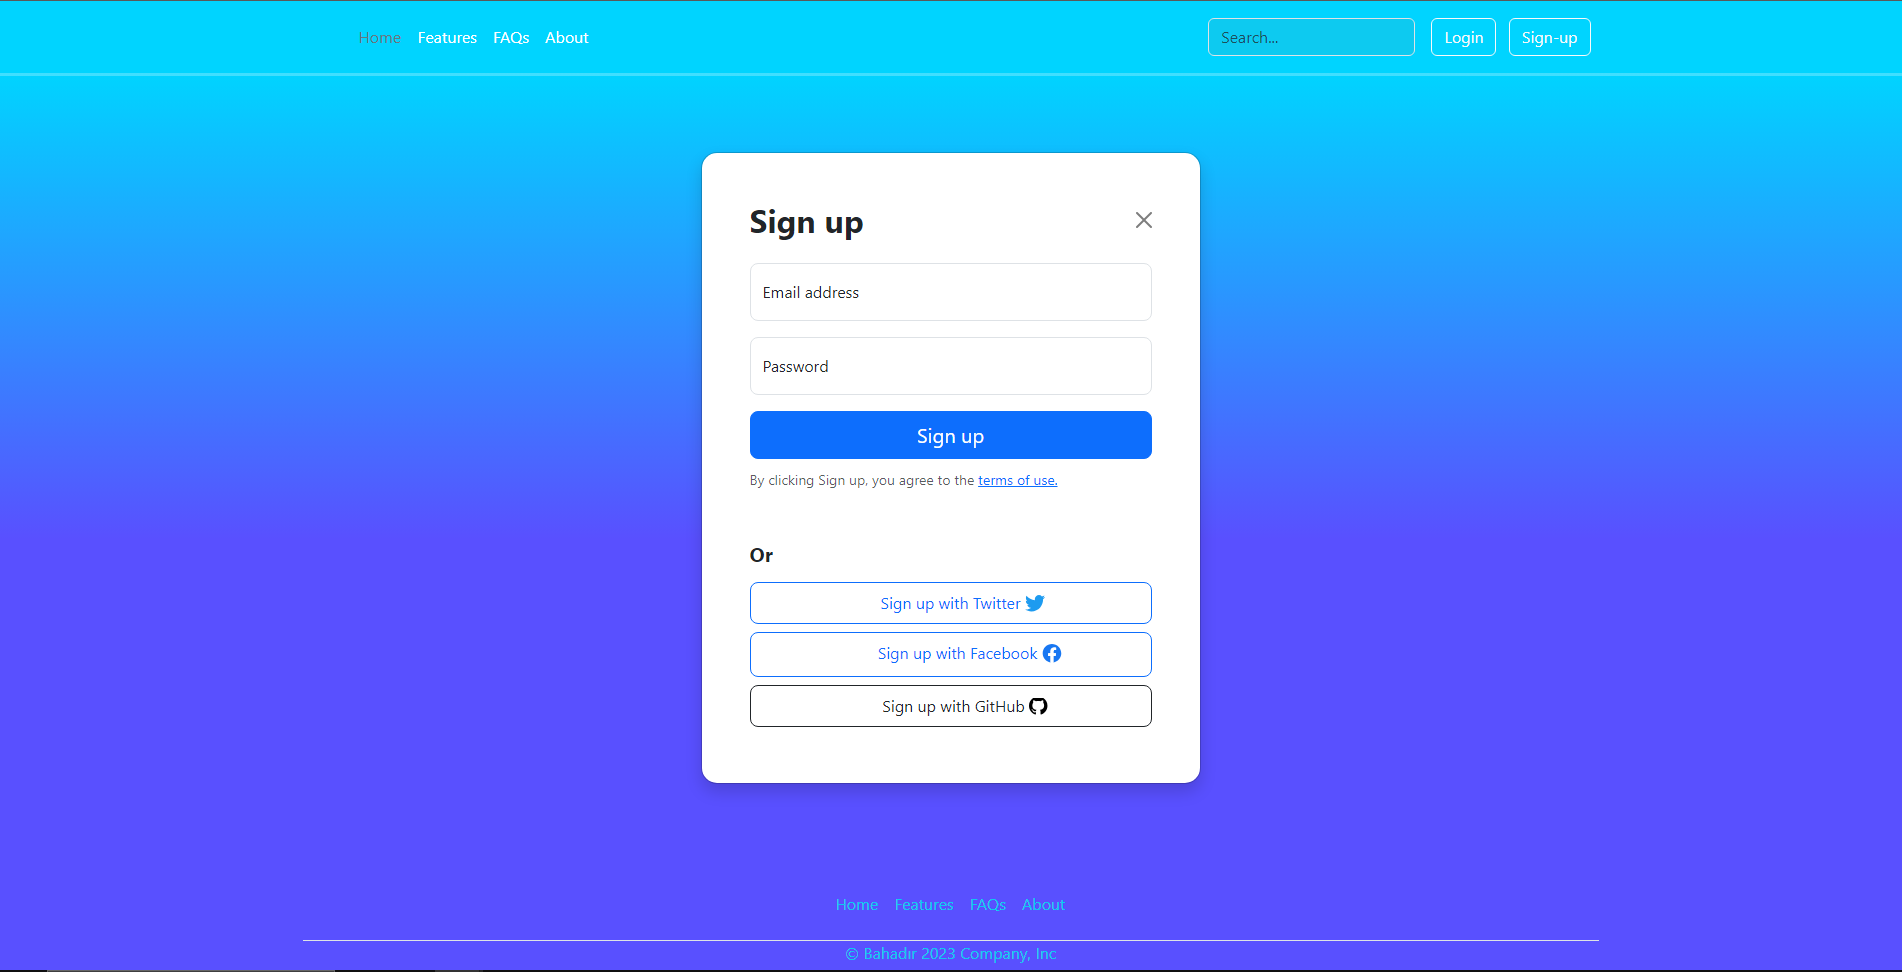 Home Features FAQs About Search... Login Sign-up
Sign up
Email address
Password
Sign up
By clicking Sign up, you agree to the terms of use.
Or
Sign up with Twitter
Sign up with Facebook
Sign up with GitHub
Home Features FAQs About
© Bahadır 2023 Company, Inc